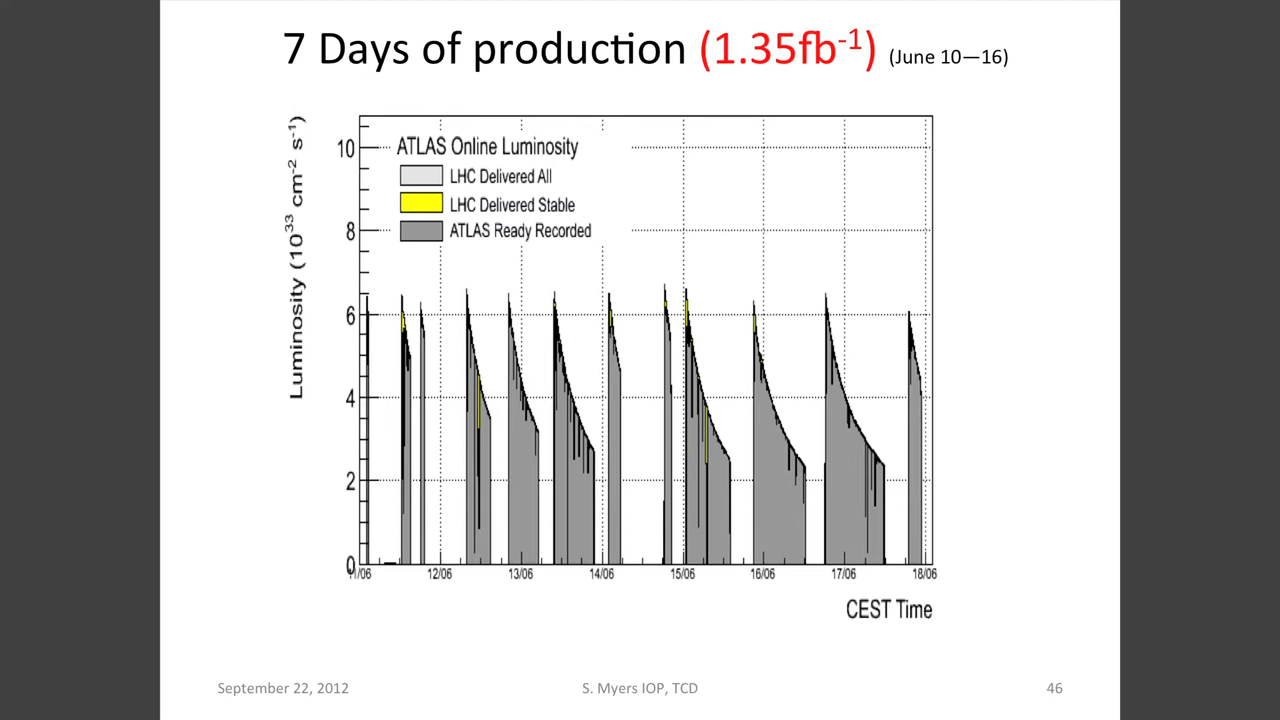 7 Days of production (1.35fb⁻¹) (June 10—16)
Luminosity (10³³ cm⁻² s⁻¹)
ATLAS Online Luminosity
LHC Delivered All
LHC Delivered Stable
ATLAS Ready Recorded
10
8
6
4
2
0
11/06 12/06 13/06 14/06 15/06 16/06 17/06 18/06
CEST Time
September 22, 2012 S. Myers IOP, TCD 46